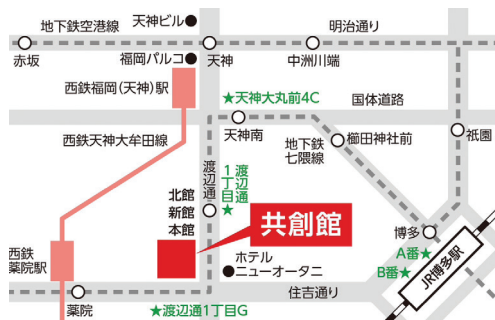 天神ビル
地下鉄空港線
明治通り
赤坂
福岡パルコ
天神
中洲川端
西鉄福岡(天神)駅
★天神大丸前4C
国体道路
天神南
西鉄天神大牟田線
地下鉄
七隈線
櫛田神社前
祇園
渡辺通
渡辺通
1丁目
★
北館
新館
本館
共創館
博多
A番★
B番★
JR博多駅
西鉄
薬院駅
ホテル
ニューオータニ
住吉通り
薬院
★渡辺通1丁目G